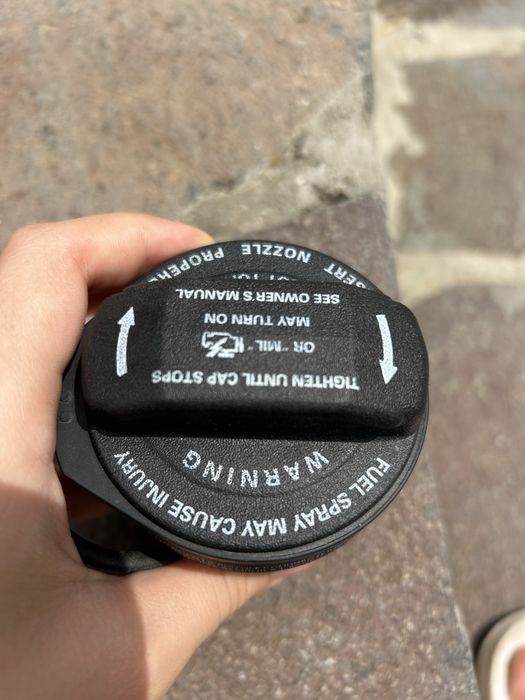 FUEL SPRAY MAY CAUSE INJURY
WARNING
TIGHTEN UNTIL CAP STOPS
OR "MIL"
MAY TURN ON
SEE OWNER'S MANUAL
NOZZLE